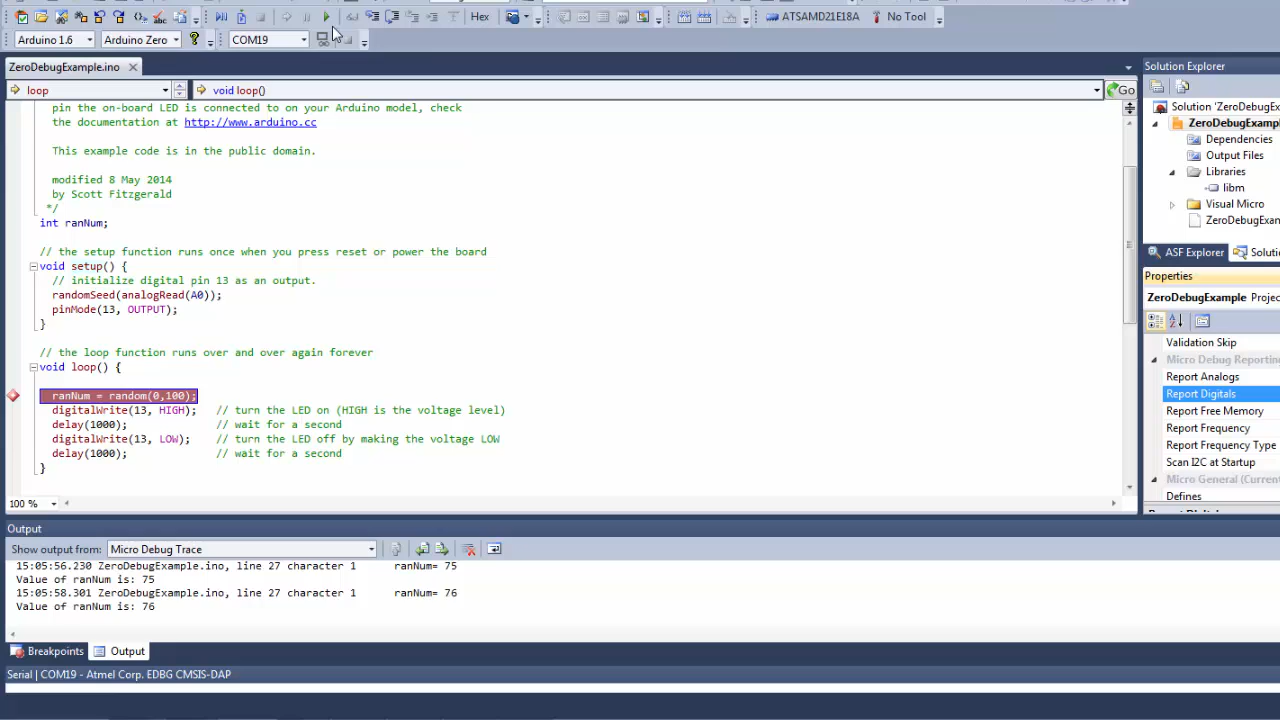 Hex
ATSAMD21E18A
No Tool
Arduino 1.6
Arduino Zero
COM19
ZeroDebugExample.ino
loop
void loop()
Go
pin the on-board LED is connected to on your Arduino model, check
the documentation at http://www.arduino.cc
This example code is in the public domain.
modified 8 May 2014
by Scott Fitzgerald
*/
int ranNum;
// the setup function runs once when you press reset or power the board
void setup() {
// initialize digital pin 13 as an output.
randomSeed(analogRead(A0));
pinMode(13, OUTPUT);
}
// the loop function runs over and over again forever
void loop() {
ranNum = random(0,100);
digitalWrite(13, HIGH);   // turn the LED on (HIGH is the voltage level)
delay(1000);              // wait for a second
digitalWrite(13, LOW);    // turn the LED off by making the voltage LOW
delay(1000);              // wait for a second
}
100 %
Solution Explorer
Solution 'ZeroDebugExam
ZeroDebugExampl
Dependencies
Output Files
Libraries
libm
Visual Micro
ZeroDebugExam
ASF Explorer
Soluti
Properties
ZeroDebugExample Projec
Validation Skip
Micro Debug Reporting
Report Analogs
Report Digitals
Report Free Memory
Report Frequency
Report Frequency Type
Scan I2C at Startup
Micro General (Current
Defines
Output
Show output from: Micro Debug Trace
15:05:56.230 ZeroDebugExample.ino, line 27 character 1      ranNum= 75
Value of ranNum is: 75
15:05:58.301 ZeroDebugExample.ino, line 27 character 1      ranNum= 76
Value of ranNum is: 76
Breakpoints
Output
Serial | COM19 - Atmel Corp. EDBG CMSIS-DAP